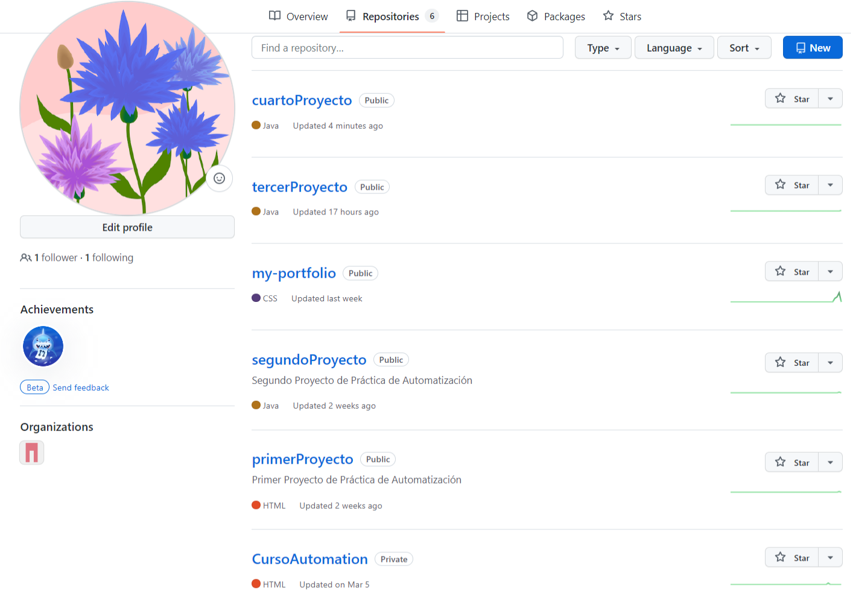 Overview Repositories 6 Projects Packages Stars
Find a repository... Type Language Sort New
Edit profile
1 follower · 1 following
Achievements
Beta Send feedback
Organizations
cuartoProyecto Public
Star
Java Updated 4 minutes ago
tercerProyecto Public
Star
Java Updated 17 hours ago
my-portfolio Public
Star
CSS Updated last week
segundoProyecto Public
Star
Segundo Proyecto de Práctica de Automatización
Java Updated 2 weeks ago
primerProyecto Public
Star
Primer Proyecto de Práctica de Automatización
HTML Updated 2 weeks ago
CursoAutomation Private
Star
HTML Updated on Mar 5